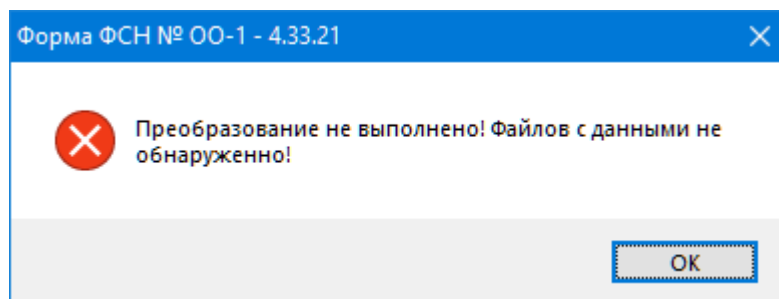 Форма ФСН № ОО-1 - 4.33.21
Преобразование не выполнено! Файлов с данными не
обнаруженно!
OK